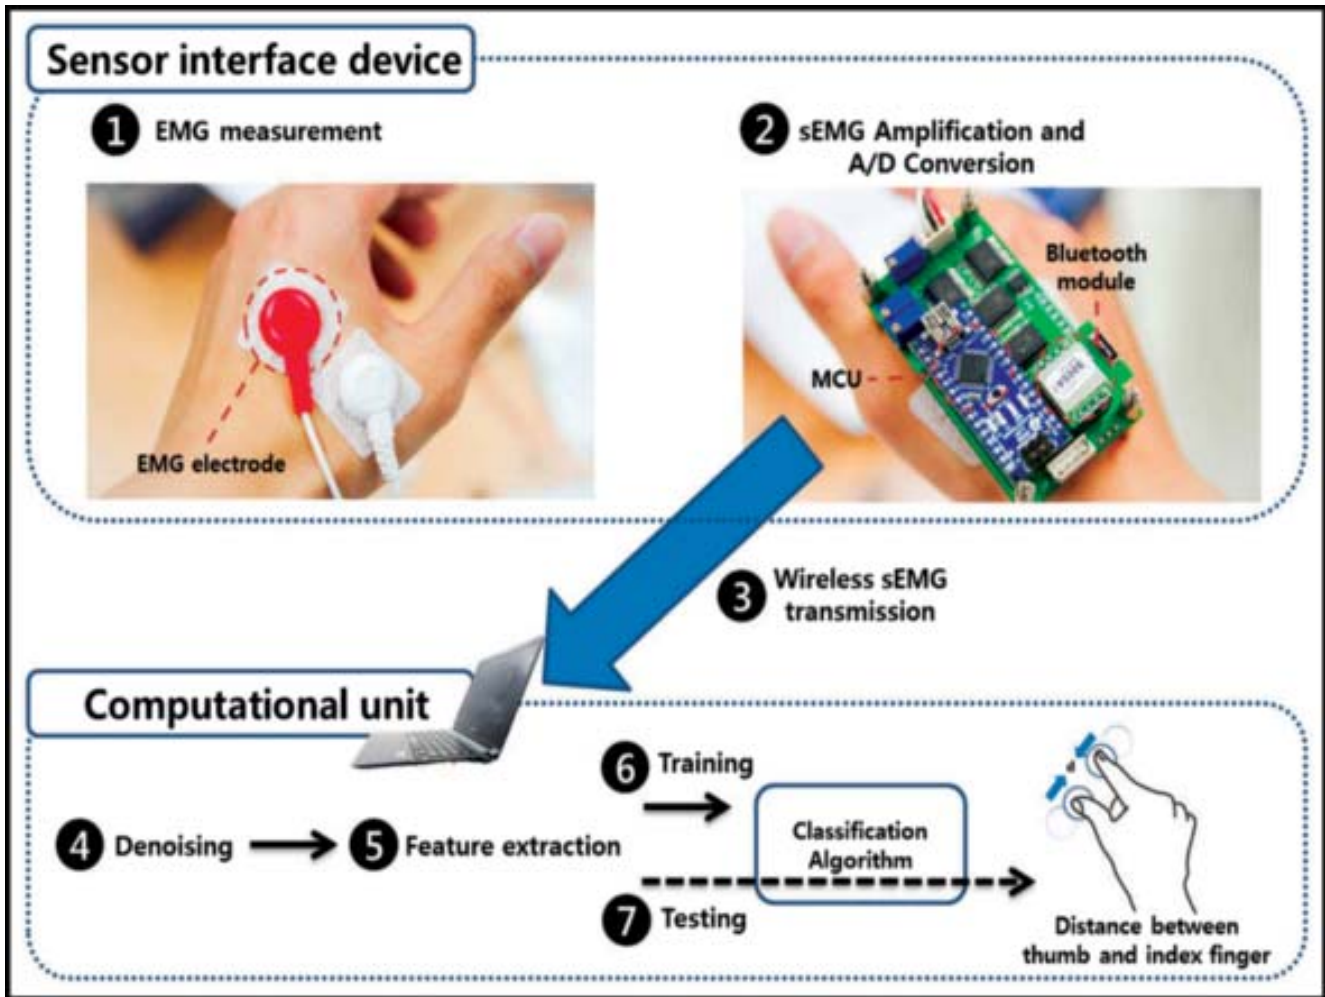 Sensor interface device
1 EMG measurement
2 sEMG Amplification and
A/D Conversion
EMG electrode
Bluetooth
module
MCU
3 Wireless sEMG
transmission
Computational unit
4 Denoising
5 Feature extraction
6 Training
Classification
Algorithm
7 Testing
d
Distance between
thumb and index finger